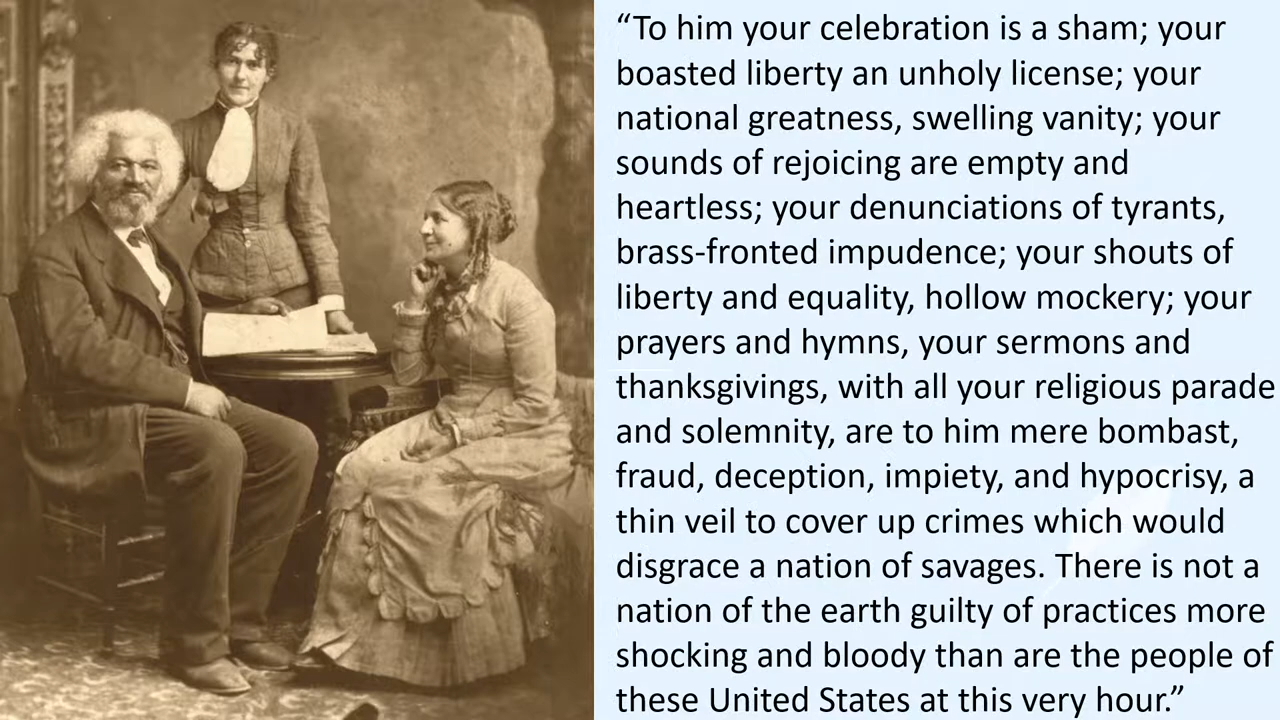 “To him your celebration is a sham; your
boasted liberty an unholy license; your
national greatness, swelling vanity; your
sounds of rejoicing are empty and
heartless; your denunciations of tyrants,
brass-fronted impudence; your shouts of
liberty and equality, hollow mockery; your
prayers and hymns, your sermons and
thanksgivings, with all your religious parade
and solemnity, are to him mere bombast,
fraud, deception, impiety, and hypocrisy, a
thin veil to cover up crimes which would
disgrace a nation of savages. There is not a
nation of the earth guilty of practices more
shocking and bloody than are the people of
these United States at this very hour.”